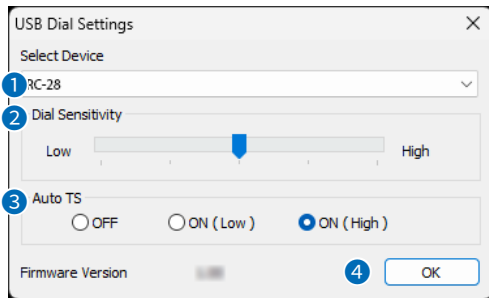 USB Dial Settings
Select Device
1 RC-28
2 Dial Sensitivity
Low High
3 Auto TS
OFF ON ( Low ) ON ( High )
Firmware Version
4 OK